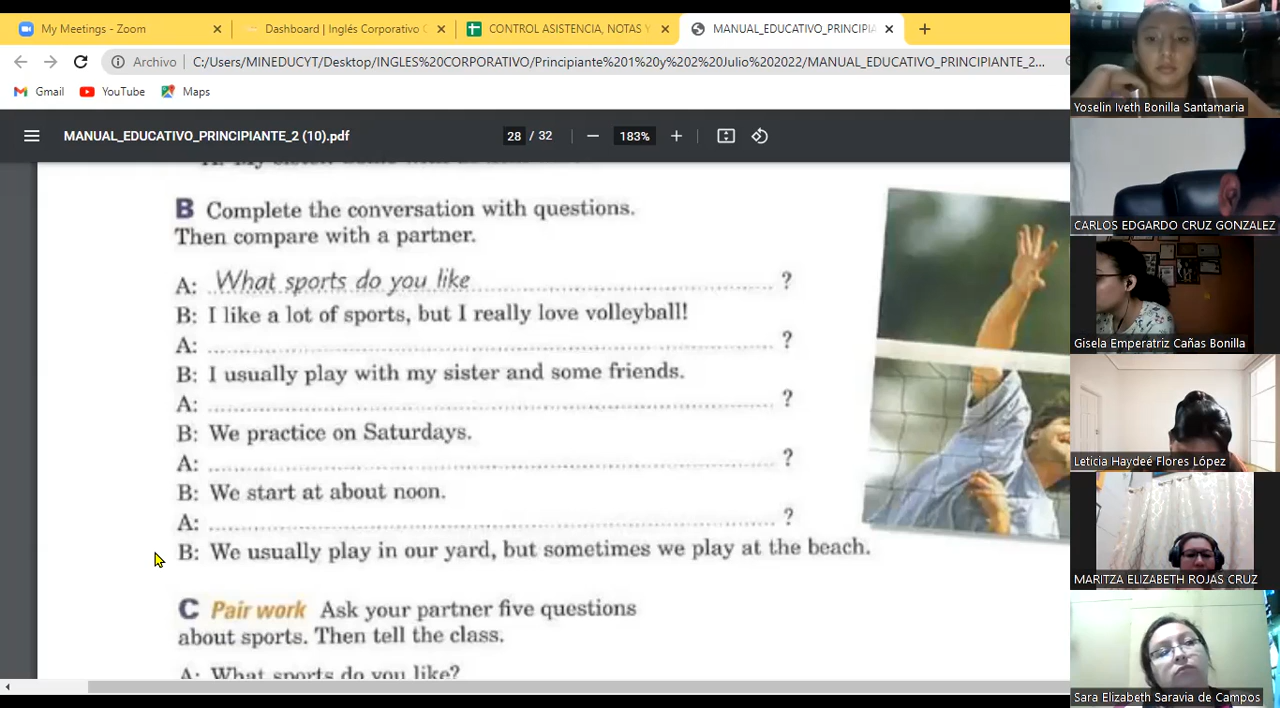 My Meetings - Zoom
Dashboard | Inglés Corporativo
CONTROL ASISTENCIA, NOTAS Y
MANUAL_EDUCATIVO_PRINCIPIA
Archivo
C:/Users/MINEDUCYT/Desktop/INGLES%20CORPORATIVO/Principiante%201%20y%202%20Julio%202022/MANUAL_EDUCATIVO_PRINCIPIANTE_2...
Gmail
YouTube
Maps
MANUAL_EDUCATIVO_PRINCIPIANTE_2 (10).pdf
28 / 32
183%
B Complete the conversation with questions.
Then compare with a partner.
A: What sports do you like ?
B: I like a lot of sports, but I really love volleyball!
A: ?
B: I usually play with my sister and some friends.
A: ?
B: We practice on Saturdays.
A: ?
B: We start at about noon.
A: ?
B: We usually play in our yard, but sometimes we play at the beach.
C Pair work Ask your partner five questions
about sports. Then tell the class.
A: What sports do you like?
Yoselin Iveth Bonilla Santamaria
CARLOS EDGARDO CRUZ GONZALEZ
Gisela Emperatriz Cañas Bonilla
Leticia Haydeé Flores López
MARITZA ELIZABETH ROJAS CRUZ
Sara Elizabeth Saravia de Campos